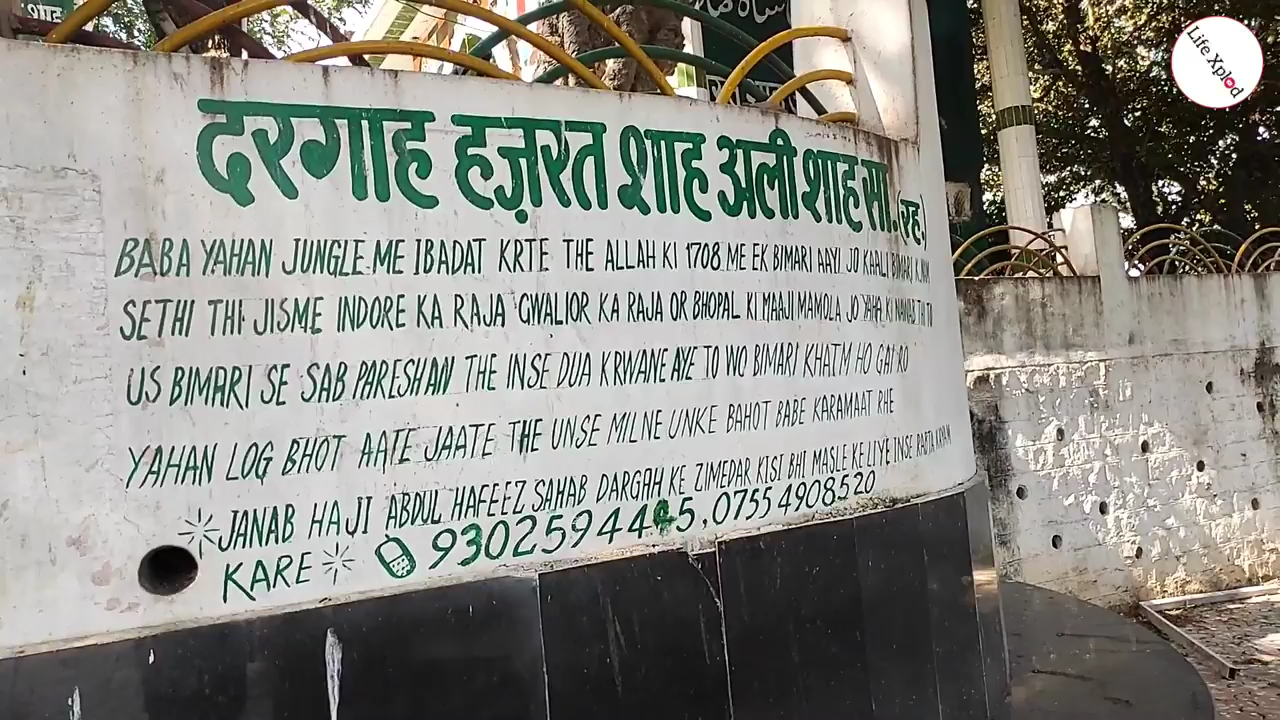 Life Xplod
दरगाह हज़रत शाह अली शाह सा.(रह.)
BABA YAHAN JUNGLE ME IBADAT KRTE THE ALLAH KI 1708 ME EK BIMARI AAYI JO KAALI BIMARI K NAM
SETHI THI JISME INDORE KA RAJA GWALIOR KA RAJA OR BHOPAL KI MAAJI MAMOLA JO YAHA KI NAWAB THI TO
US BIMARI SE SAB PARESHAN THE INSE DUA KRWANE AYE TO WO BIMARI KHATM HO GAI RO
YAHAN LOG BHOT AATE JAATE THE UNSE MILNE UNKE BAHOT BABE KARAMAAT RHE
JANAB HAJI ABDUL HAFEEZ SAHAB DARGAH KE ZIMEDAR KISI BHI MASLE KE LIYE INSE RABTA KRAM
KARE 9302594445, 07554908520